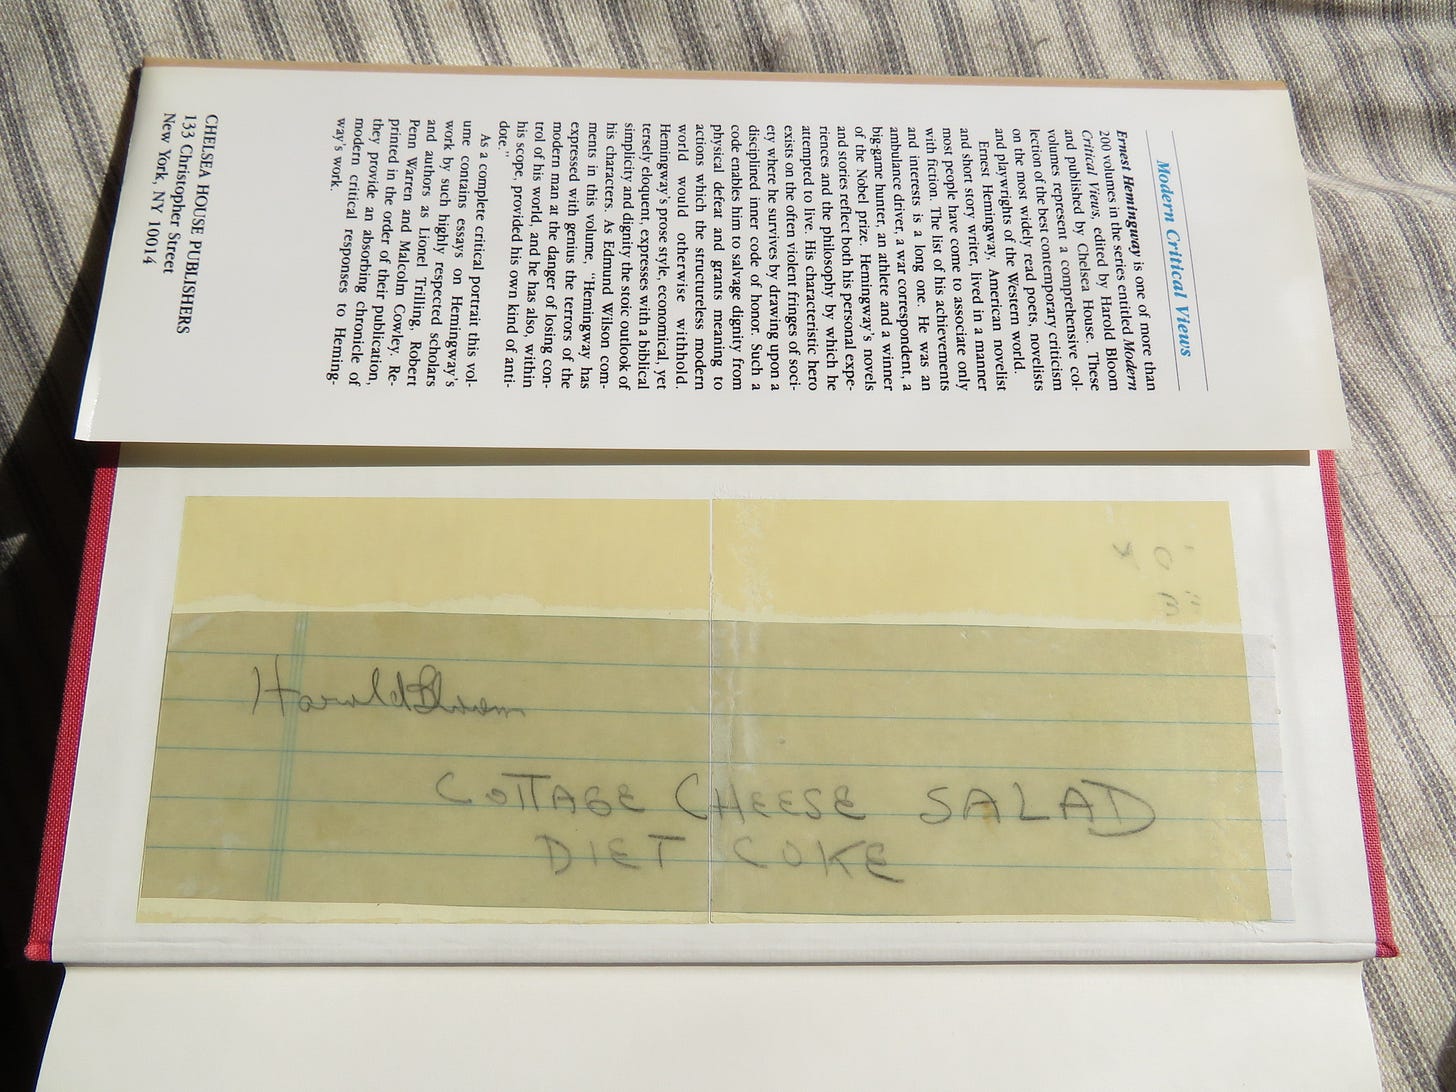 Modern Critical Views
Ernest Hemingway is one of more than
200 volumes in the series entitled Modern
Critical Views, edited by Harold Bloom
and published by Chelsea House. These
volumes represent a comprehensive col-
lection of the best contemporary criticism
on the most widely read poets, novelists
and playwrights of the Western world.
Ernest Hemingway, American novelist
and short story writer, lived in a manner
most people have come to associate only
with fiction. The list of his achievements
and interests is a long one. He was an
ambulance driver, a war correspondent, a
big-game hunter, an athlete and a winner
of the Nobel prize. Hemingway's novels
and stories reflect both his personal expe-
riences and the philosophy by which he
attempted to live. His characteristic hero
exists on the often violent fringes of soci-
ety where he survives by drawing upon a
disciplined inner code of honor. Such a
code enables him to salvage dignity from
physical defeat and grants meaning to
actions which the structureless modern
world would otherwise withhold.
Hemingway's prose style, economical, yet
tersely eloquent, expresses with a biblical
simplicity and dignity the stoic outlook of
his characters. As Edmund Wilson com-
ments in this volume, "Hemingway has
expressed with genius the terrors of the
modern man at the danger of losing con-
trol of his world, and he has also, within
his scope, provided his own kind of anti-
dote."
As a complete critical portrait this vol-
ume contains essays on Hemingway's
work by such highly respected scholars
and authors as Lionel Trilling, Robert
Penn Warren and Malcolm Cowley. Re-
printed in the order of their publication,
they provide an absorbing chronicle of
modern critical responses to Heming-
way's work.
CHELSEA HOUSE PUBLISHERS
133 Christopher Street
New York, NY 10014
Harold Bloom
COTTAGE CHEESE SALAD
DIET COKE